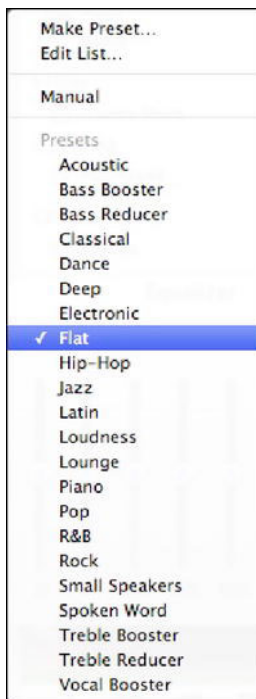 Make Preset...
Edit List...
Manual
Presets
Acoustic
Bass Booster
Bass Reducer
Classical
Dance
Deep
Electronic
✓ Flat
Hip-Hop
Jazz
Latin
Loudness
Lounge
Piano
Pop
R&B
Rock
Small Speakers
Spoken Word
Treble Booster
Treble Reducer
Vocal Booster